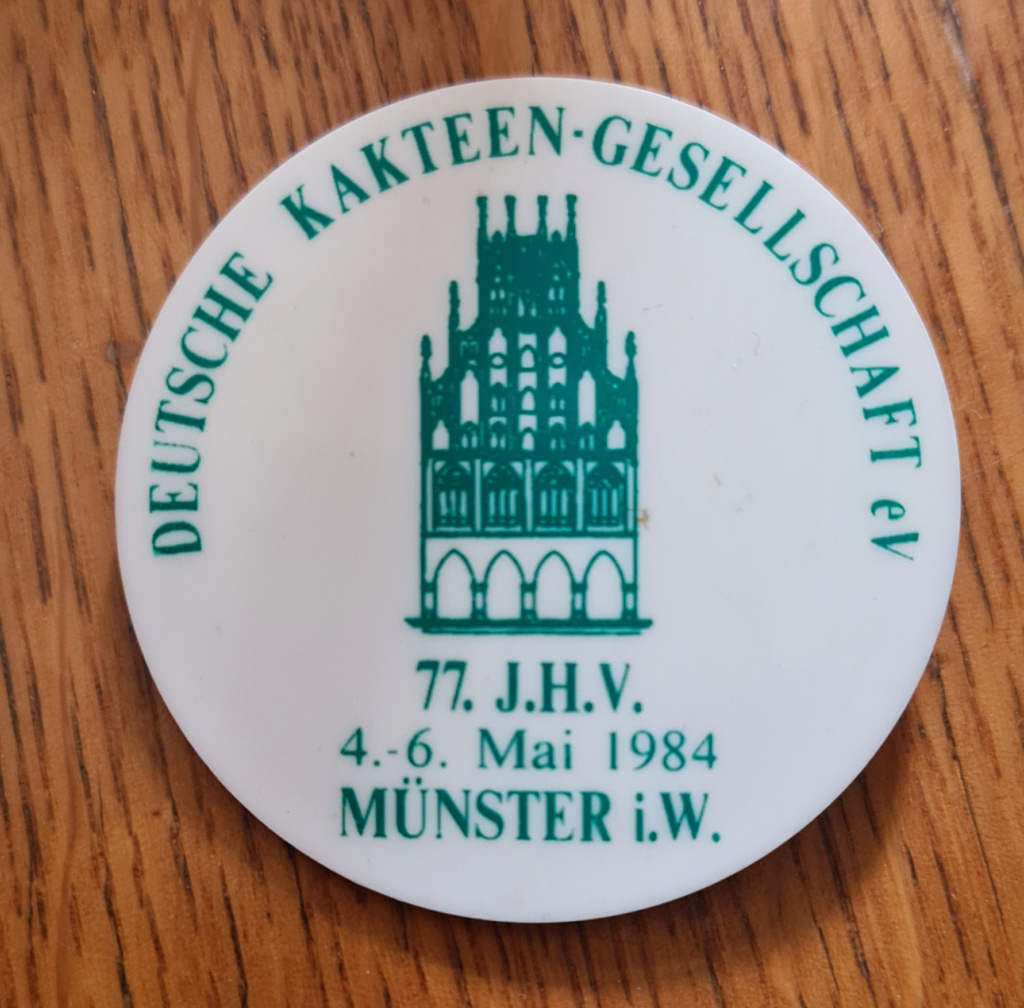 DEUTSCHE KAKTEEN-GESELLSCHAFT eV
77. J.H.V.
4.-6. Mai 1984
MÜNSTER i.W.